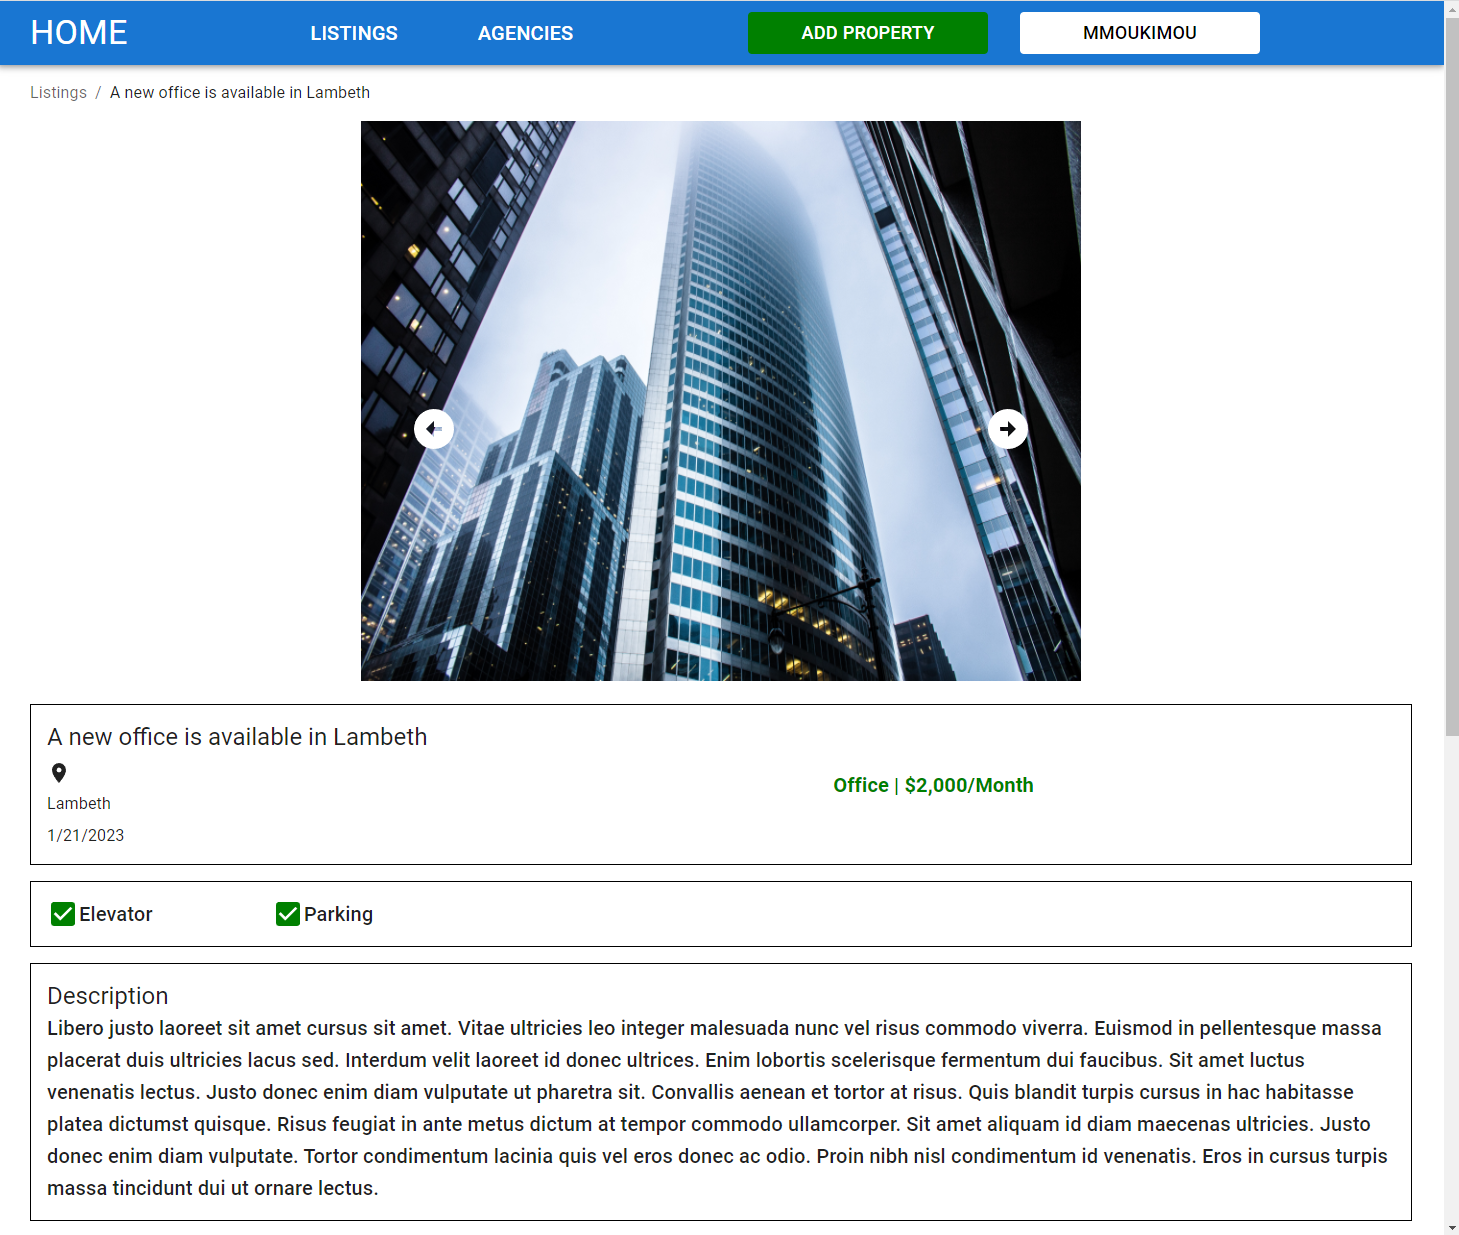 HOME LISTINGS AGENCIES ADD PROPERTY MMOUKIMOU
Listings / A new office is available in Lambeth
A new office is available in Lambeth
Lambeth
1/21/2023
Office | $2,000/Month
Elevator Parking
Description
Libero justo laoreet sit amet cursus sit amet. Vitae ultricies leo integer malesuada nunc vel risus commodo viverra. Euismod in pellentesque massa
placerat duis ultricies lacus sed. Interdum velit laoreet id donec ultrices. Enim lobortis scelerisque fermentum dui faucibus. Sit amet luctus
venenatis lectus. Justo donec enim diam vulputate ut pharetra sit. Convallis aenean et tortor at risus. Quis blandit turpis cursus in hac habitasse
platea dictumst quisque. Risus feugiat in ante metus dictum at tempor commodo ullamcorper. Sit amet aliquam id diam maecenas ultricies. Justo
donec enim diam vulputate. Tortor condimentum lacinia quis vel eros donec ac odio. Proin nibh nisl condimentum id venenatis. Eros in cursus turpis
massa tincidunt dui ut ornare lectus.